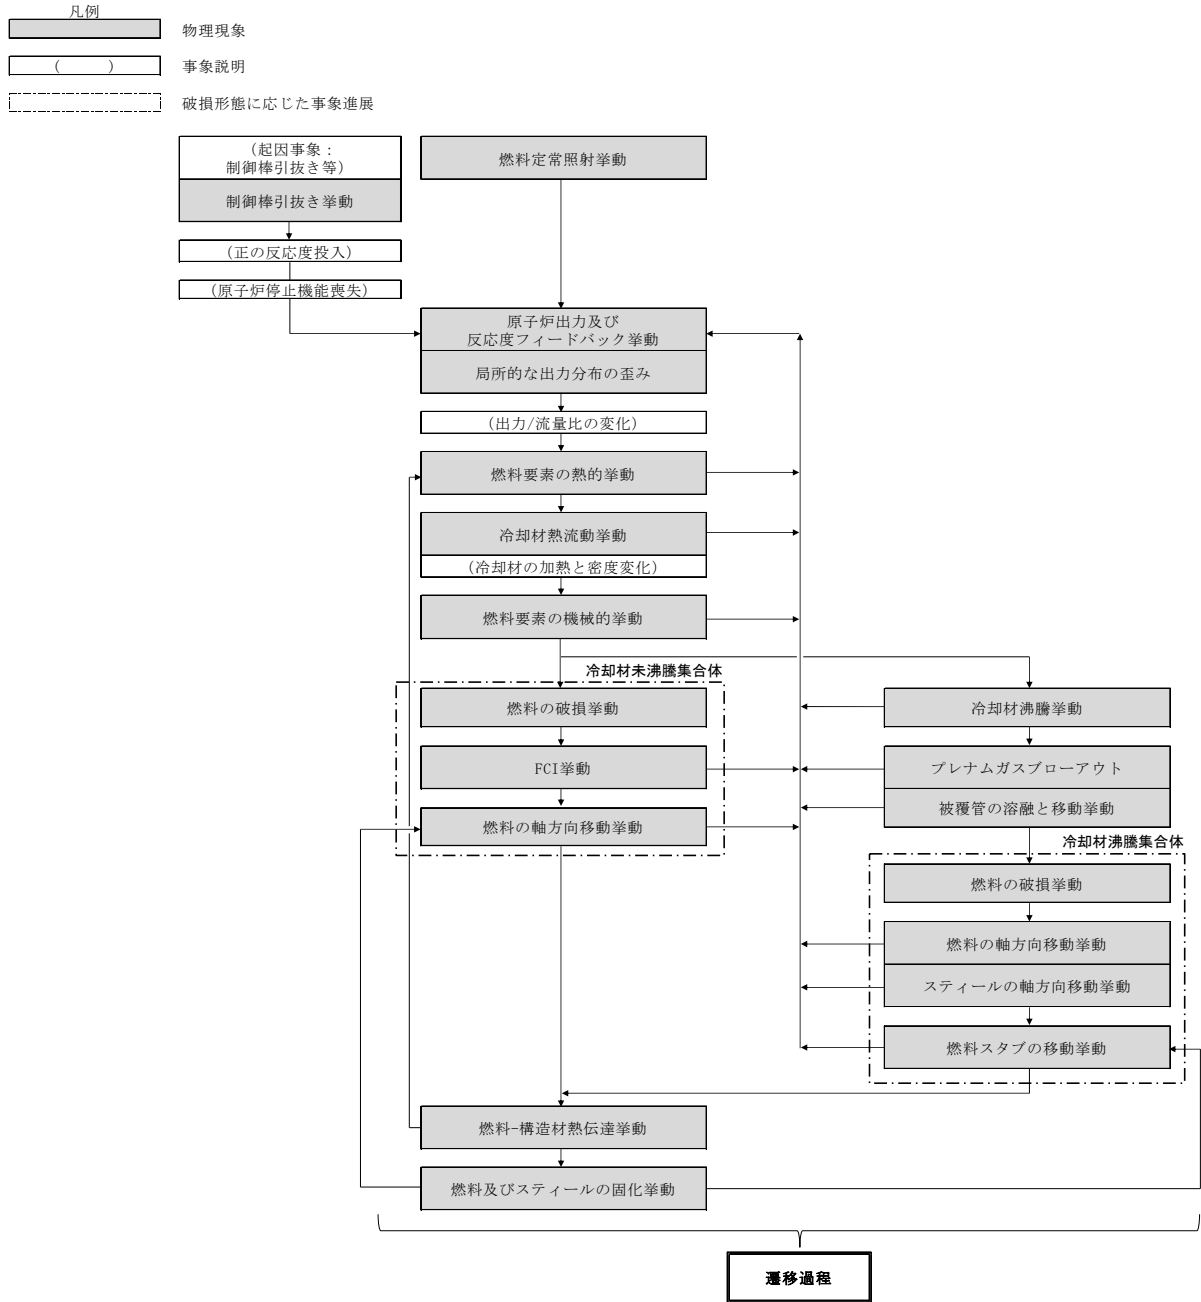 凡例
物理現象
(　　　)
事象説明
破損形態に応じた事象進展
(起因事象：
制御棒引抜き等)
制御棒引抜き挙動
(正の反応度投入)
(原子炉停止機能喪失)
燃料定常照射挙動
原子炉出力及び
反応度フィードバック挙動
局所的な出力分布の歪み
(出力/流量比の変化)
燃料要素の熱的挙動
冷却材熱流動挙動
(冷却材の加熱と密度変化)
燃料要素の機械的挙動
冷却材未沸騰集合体
燃料の破損挙動
FCI挙動
燃料の軸方向移動挙動
冷却材沸騰挙動
プレナムガスブローアウト
被覆管の溶融と移動挙動
冷却材沸騰集合体
燃料の破損挙動
燃料の軸方向移動挙動
スティールの軸方向移動挙動
燃料スタブの移動挙動
燃料-構造材熱伝達挙動
燃料及びスティールの固化挙動
遷移過程